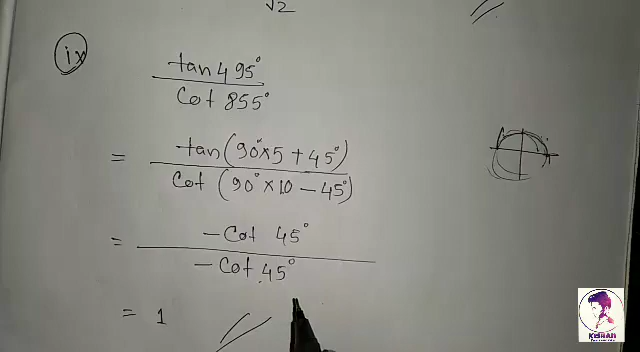 √2
ix
tan 495°
cot 855°
= tan(90°×5+45°)
cot (90°×10-45°)
= -cot 45°
-cot 45°
= 1